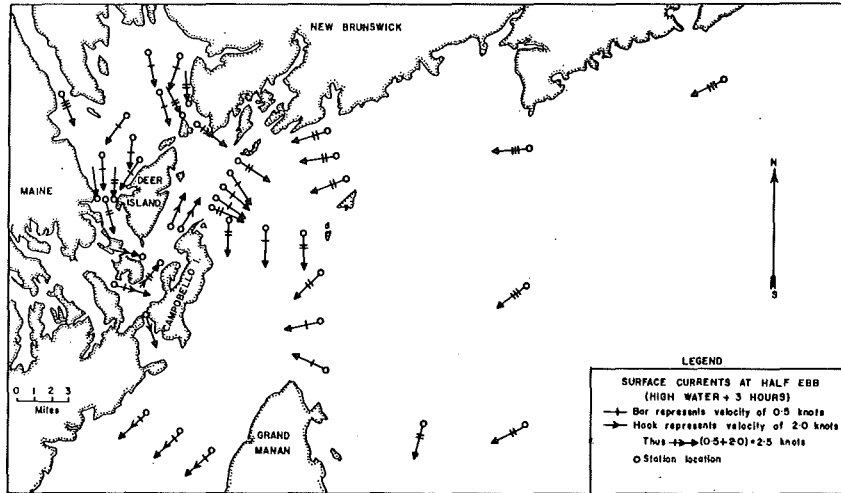 NEW BRUNSWICK
MAINE
DEER
ISLAND
CAMPOBELLO I.
N
S
0 1 2 3
Miles
GRAND
MANAN
LEGEND
SURFACE CURRENTS AT HALF EBB
(HIGH WATER + 3 HOURS)
Bar represents velocity of 0·5 knots
Hook represents velocity of 2·0 knots
Thus (0·5+2·0)=2·5 knots
Station location